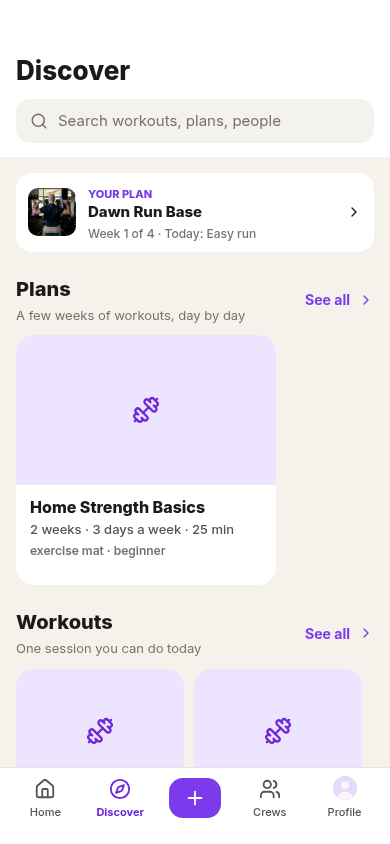 Discover
Search workouts, plans, people
YOUR PLAN
Dawn Run Base
Week 1 of 4 · Today: Easy run
Plans
A few weeks of workouts, day by day
See all
Home Strength Basics
2 weeks · 3 days a week · 25 min
exercise mat · beginner
Workouts
One session you can do today
See all
Home
Discover
Crews
Profile